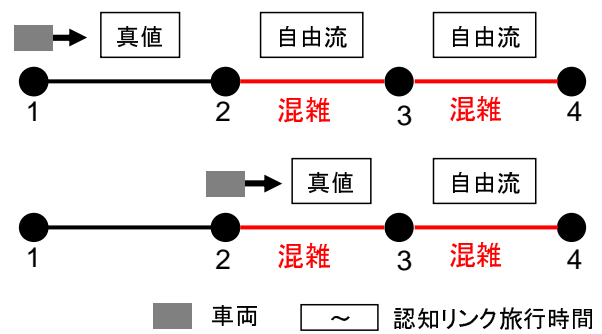 真値 自由流 自由流
1 2 混雑 3 混雑 4
真値 自由流
1 2 混雑 3 混雑 4
車両 ～ 認知リンク旅行時間